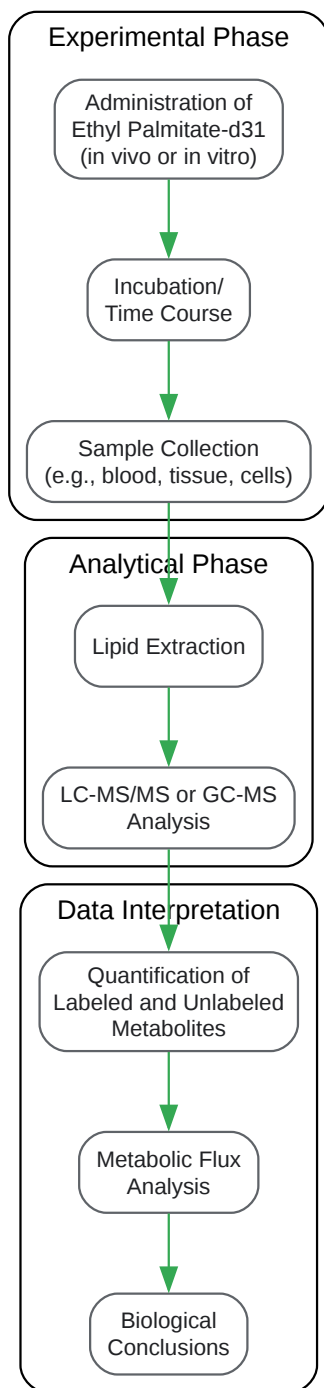 Experimental Phase
Administration of
Ethyl Palmitate-d31
(in vivo or in vitro)
Incubation/
Time Course
Sample Collection
(e.g., blood, tissue, cells)
Analytical Phase
Lipid Extraction
LC-MS/MS or GC-MS
Analysis
Data Interpretation
Quantification of
Labeled and Unlabeled
Metabolites
Metabolic Flux
Analysis
Biological
Conclusions